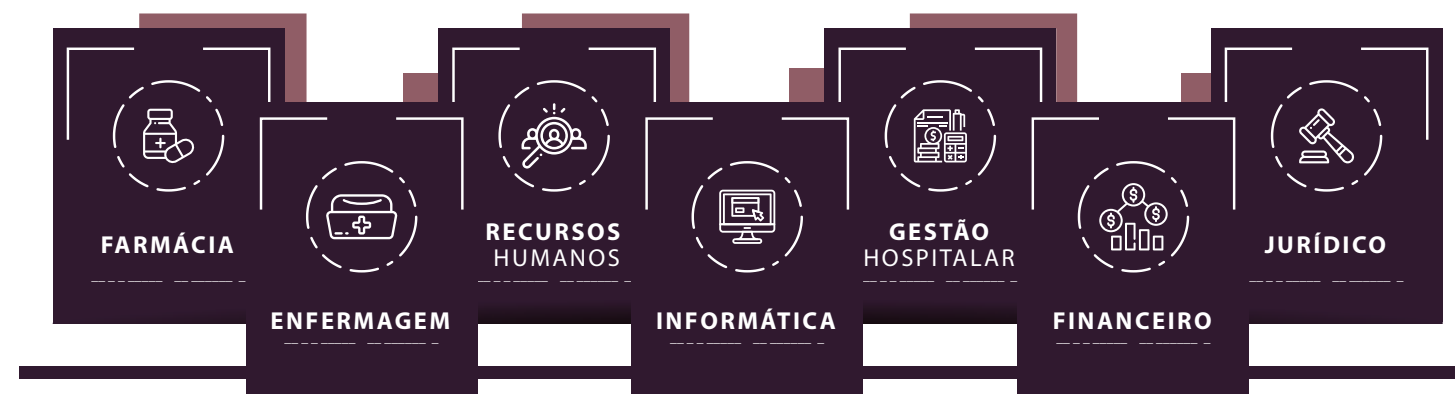 FARMÁCIA
ENFERMAGEM
RECURSOS
HUMANOS
INFORMÁTICA
GESTÃO
HOSPITALAR
FINANCEIRO
JURÍDICO